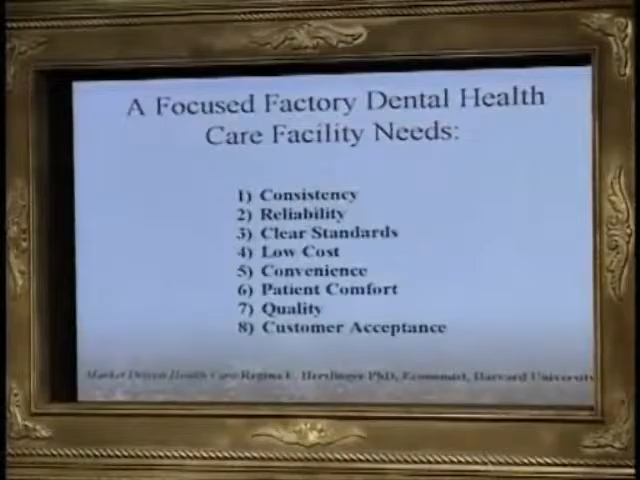 A Focused Factory Dental Health
Care Facility Needs:
1) Consistency
2) Reliability
3) Clear Standards
4) Low Cost
5) Convenience
6) Patient Comfort
7) Quality
8) Customer Acceptance
Market Driven Health Care Regina E. Herzlinger PhD, Economist, Harvard University